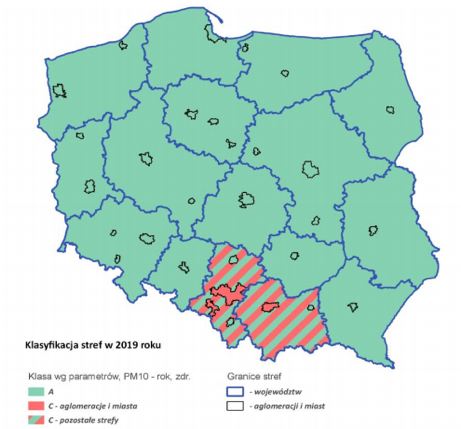 Klasyfikacja stref w 2019 roku
Klasa wg parametrów, PM10 - rok, zdr.
A
C - aglomeracje i miasta
C - pozostałe strefy
Granice stref
- województw
- aglomeracji i miast